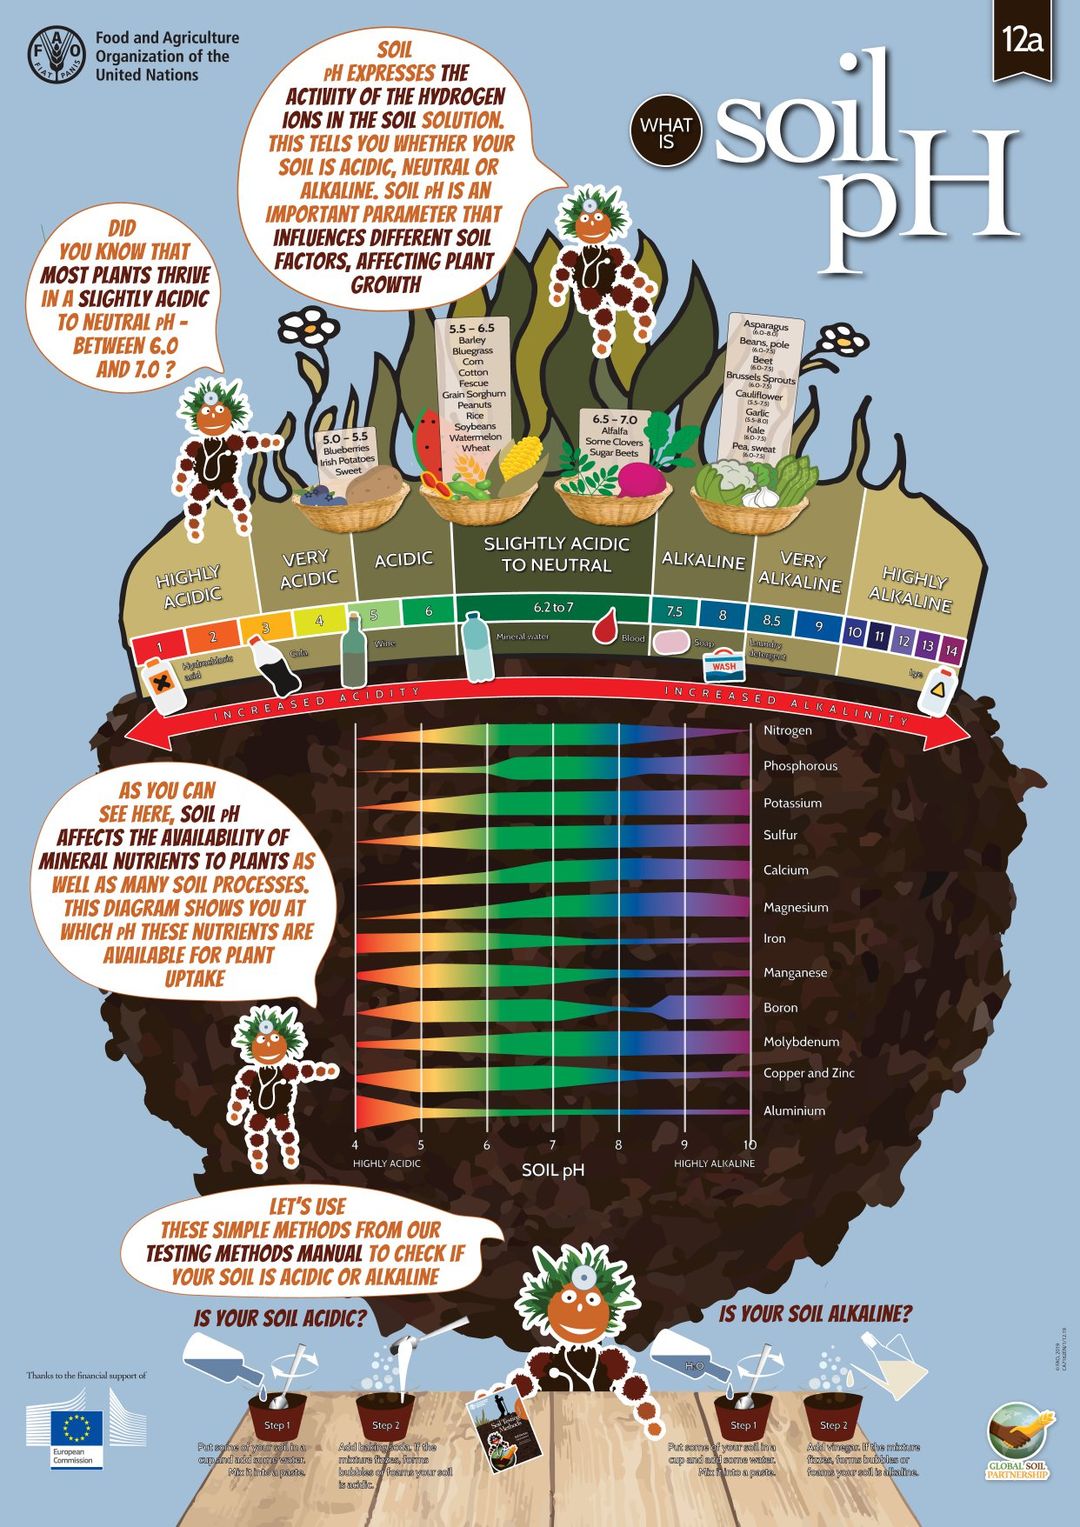 Food and Agriculture
Organization of the
United Nations
F A O
FIAT PANIS
12a
WHAT
IS
soil
pH
SOIL
pH EXPRESSES THE
ACTIVITY OF THE HYDROGEN
IONS IN THE SOIL SOLUTION.
THIS TELLS YOU WHETHER YOUR
SOIL IS ACIDIC, NEUTRAL OR
ALKALINE. SOIL pH IS AN
IMPORTANT PARAMETER THAT
INFLUENCES DIFFERENT SOIL
FACTORS, AFFECTING PLANT
GROWTH
DID
YOU KNOW THAT
MOST PLANTS THRIVE
IN A SLIGHTLY ACIDIC
TO NEUTRAL pH -
BETWEEN 6.0
AND 7.0 ?
5.0 – 5.5
Blueberries
Irish Potatoes
Sweet
5.5 – 6.5
Barley
Bluegrass
Corn
Cotton
Fescue
Grain Sorghum
Peanuts
Rice
Soybeans
Watermelon
Wheat
6.5 – 7.0
Alfalfa
Some Clovers
Sugar Beets
Asparagus
(6.0-8.0)
Beans, pole
(6.0-7.5)
Beet
(6.0-7.5)
Brussels Sprouts
(6.0-7.5)
Cauliflower
(5.5-7.5)
Garlic
(5.5-8.0)
Kale
(6.0-7.5)
Pea, sweat
(6.0-7.5)
HIGHLY
ACIDIC
VERY
ACIDIC
ACIDIC
SLIGHTLY ACIDIC
TO NEUTRAL
ALKALINE
VERY
ALKALINE
HIGHLY
ALKALINE
1 2 3 4 5 6 6.2 to 7 7.5 8 8.5 9 10 11 12 13 14
Hydrochloric
acid
Cola
Wine
Mineral water
Blood
Soap
WASH
Laundry
detergent
Lye
INCREASED ACIDITY
INCREASED ALKALINITY
AS YOU CAN
SEE HERE, SOIL pH
AFFECTS THE AVAILABILITY OF
MINERAL NUTRIENTS TO PLANTS AS
WELL AS MANY SOIL PROCESSES.
THIS DIAGRAM SHOWS YOU AT
WHICH pH THESE NUTRIENTS ARE
AVAILABLE FOR PLANT
UPTAKE
Nitrogen
Phosphorous
Potassium
Sulfur
Calcium
Magnesium
Iron
Manganese
Boron
Molybdenum
Copper and Zinc
Aluminium
4 5 6 7 8 9 10
HIGHLY ACIDIC
SOIL pH
HIGHLY ALKALINE
LET'S USE
THESE SIMPLE METHODS FROM OUR
TESTING METHODS MANUAL TO CHECK IF
YOUR SOIL IS ACIDIC OR ALKALINE
IS YOUR SOIL ACIDIC?
Step 1
Put some of your soil in a
cup and add some water.
Mix it into a paste.
Step 2
Add baking soda. If the
mixture fizzes, forms
bubbles or foams your soil
is acidic.
Soil Testing
Methods
IS YOUR SOIL ALKALINE?
H₂O
Step 1
Put some of your soil in a
cup and add some water.
Mix it into a paste.
Step 2
Add vinegar. If the mixture
fizzes, forms bubbles or
foams your soil is alkaline.
Thanks to the financial support of
European
Commission
GLOBAL SOIL
PARTNERSHIP